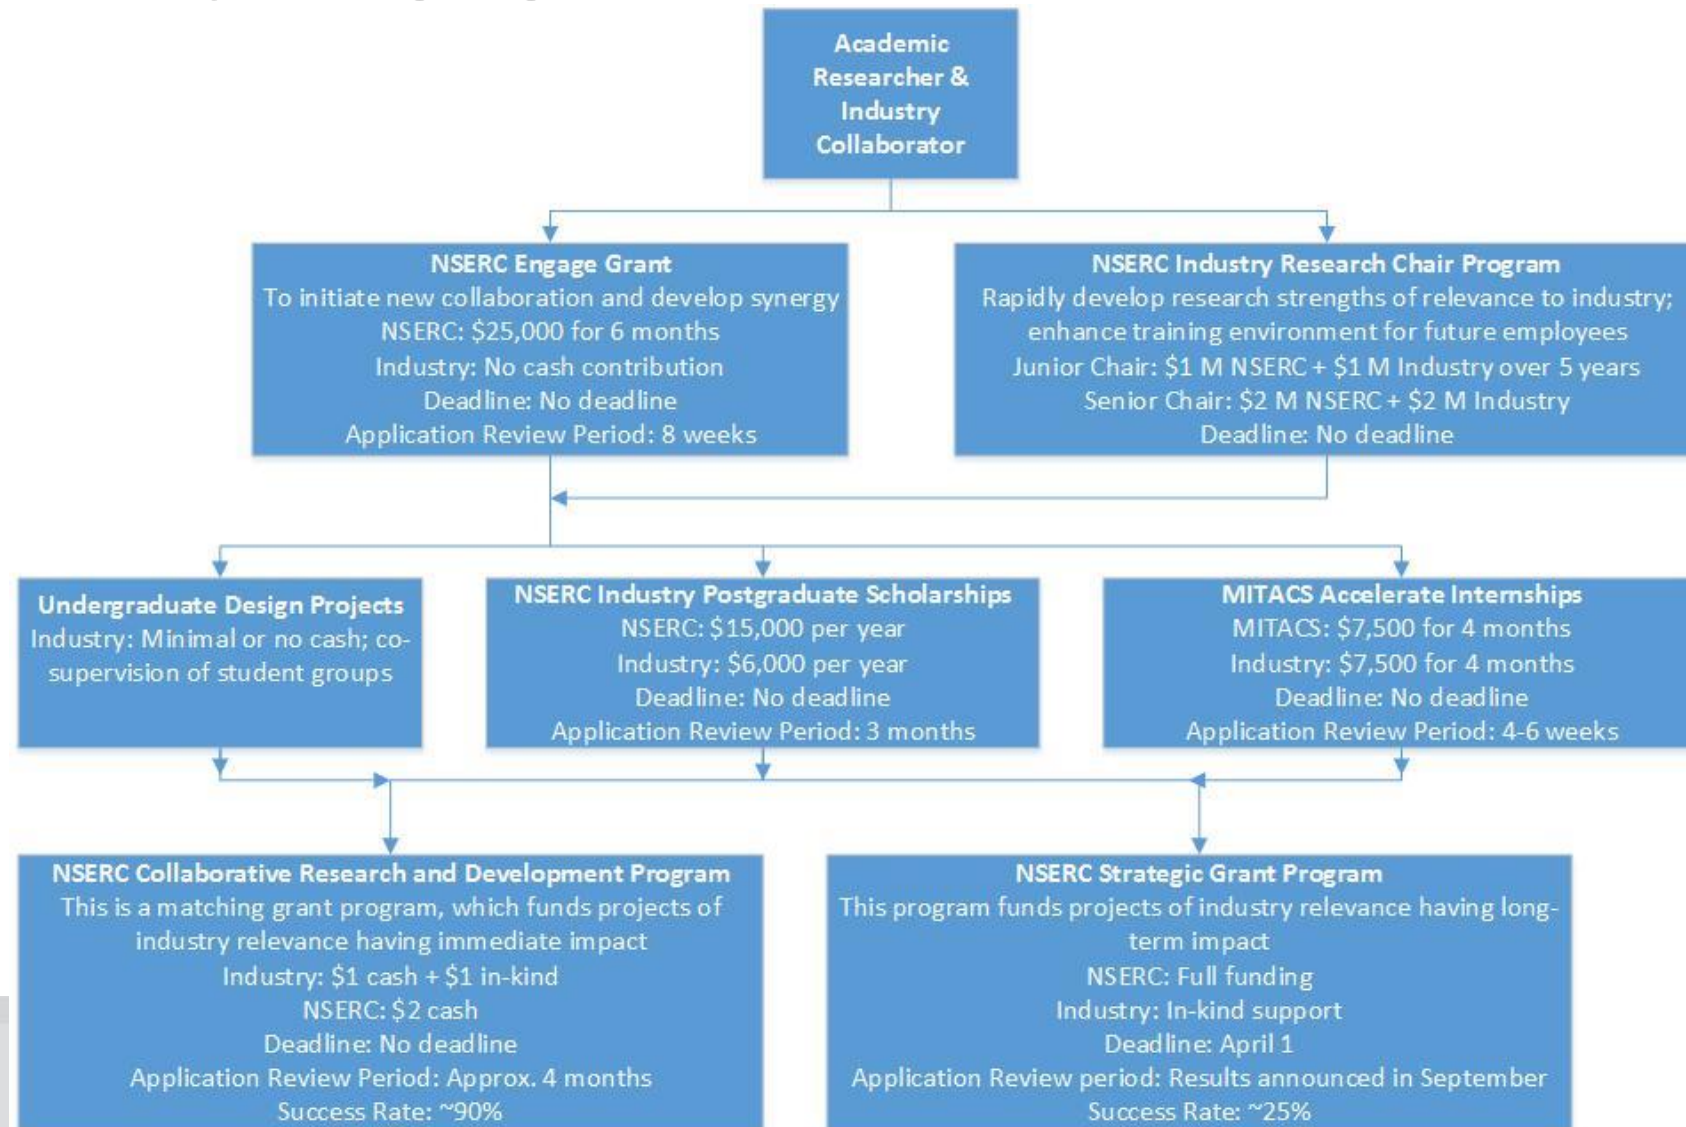 Academic
Researcher &
Industry
Collaborator
NSERC Engage Grant
To initiate new collaboration and develop synergy
NSERC: $25,000 for 6 months
Industry: No cash contribution
Deadline: No deadline
Application Review Period: 8 weeks
NSERC Industry Research Chair Program
Rapidly develop research strengths of relevance to industry;
enhance training environment for future employees
Junior Chair: $1 M NSERC + $1 M Industry over 5 years
Senior Chair: $2 M NSERC + $2 M Industry
Deadline: No deadline
Undergraduate Design Projects
Industry: Minimal or no cash; co-
supervision of student groups
NSERC Industry Postgraduate Scholarships
NSERC: $15,000 per year
Industry: $6,000 per year
Deadline: No deadline
Application Review Period: 3 months
MITACS Accelerate Internships
MITACS: $7,500 for 4 months
Industry: $7,500 for 4 months
Deadline: No deadline
Application Review Period: 4-6 weeks
NSERC Collaborative Research and Development Program
This is a matching grant program, which funds projects of
industry relevance having immediate impact
Industry: $1 cash + $1 in-kind
NSERC: $2 cash
Deadline: No deadline
Application Review Period: Approx. 4 months
Success Rate: ~90%
NSERC Strategic Grant Program
This program funds projects of industry relevance having long-
term impact
NSERC: Full funding
Industry: In-kind support
Deadline: April 1
Application Review period: Results announced in September
Success Rate: ~25%